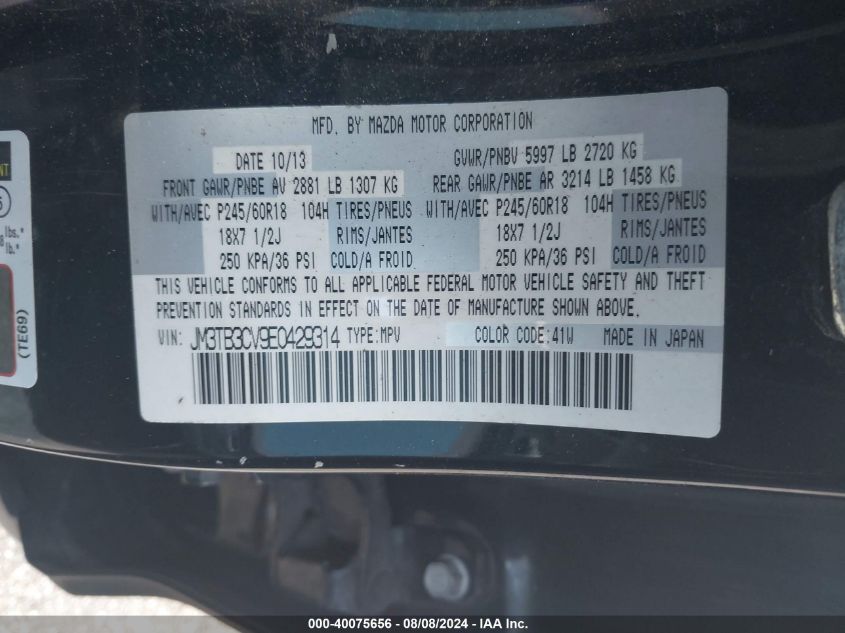 MFD. BY MAZDA MOTOR CORPORATION
DATE 10/13 GVWR/PNBV 5997 LB 2720 KG
FRONT GAWR/PNBE AV 2881 LB 1307 KG REAR GAWR/PNBE AR 3214 LB 1458 KG
WITH/AVEC P245/60R18 104H TIRES/PNEUS WITH/AVEC P245/60R18 104H TIRES/PNEUS
18X7 1/2J RIMS/JANTES 18X7 1/2J RIMS/JANTES
250 KPA/36 PSI COLD/A FROID 250 KPA/36 PSI COLD/A FROID
THIS VEHICLE CONFORMS TO ALL APPLICABLE FEDERAL MOTOR VEHICLE SAFETY AND THEFT
PREVENTION STANDARDS IN EFFECT ON THE DATE OF MANUFACTURE SHOWN ABOVE.
VIN: JM3TB3CV9E0429314 TYPE:MPV COLOR CODE:41W MADE IN JAPAN
lbs.*
lb.*
(TE69)
000-40075656 - 08/08/2024 - IAA Inc.